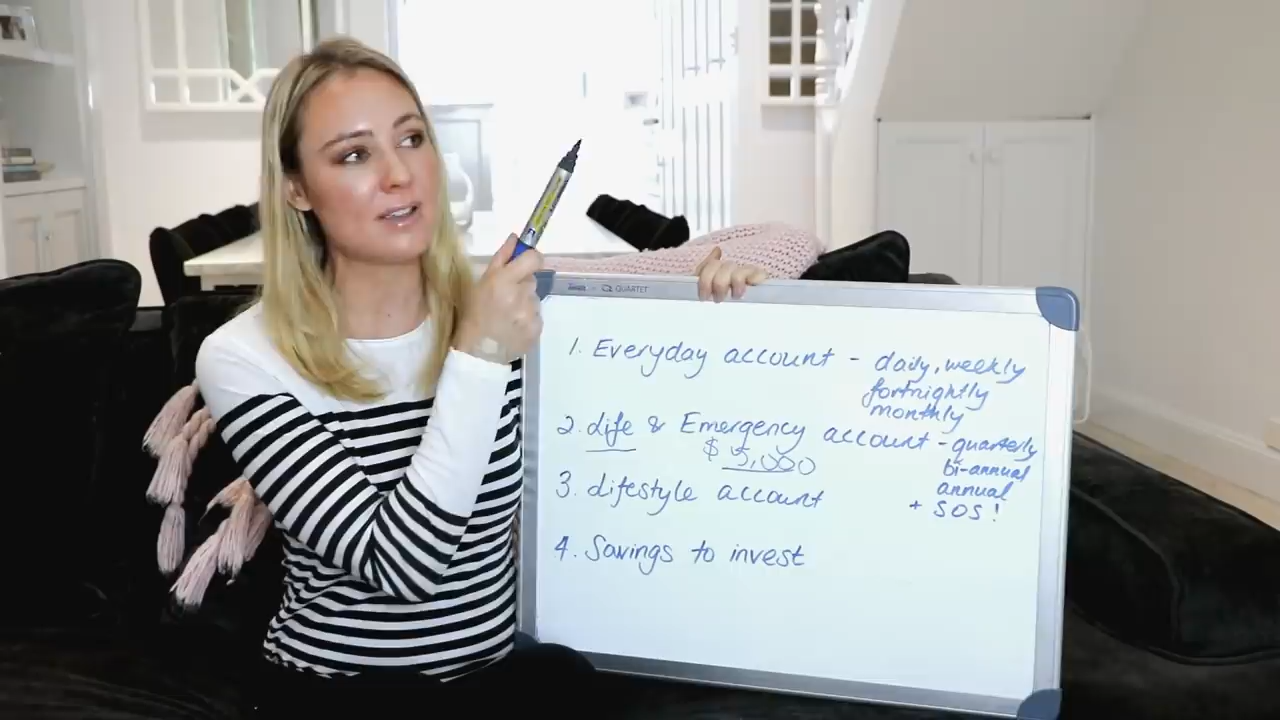 QUARTET
1. Everyday account - daily, weekly
fortnightly
monthly
2. Life & Emergency account - quarterly
$5,000
bi-annual
3. Lifestyle account
annual
+ SOS!
4. Savings to invest